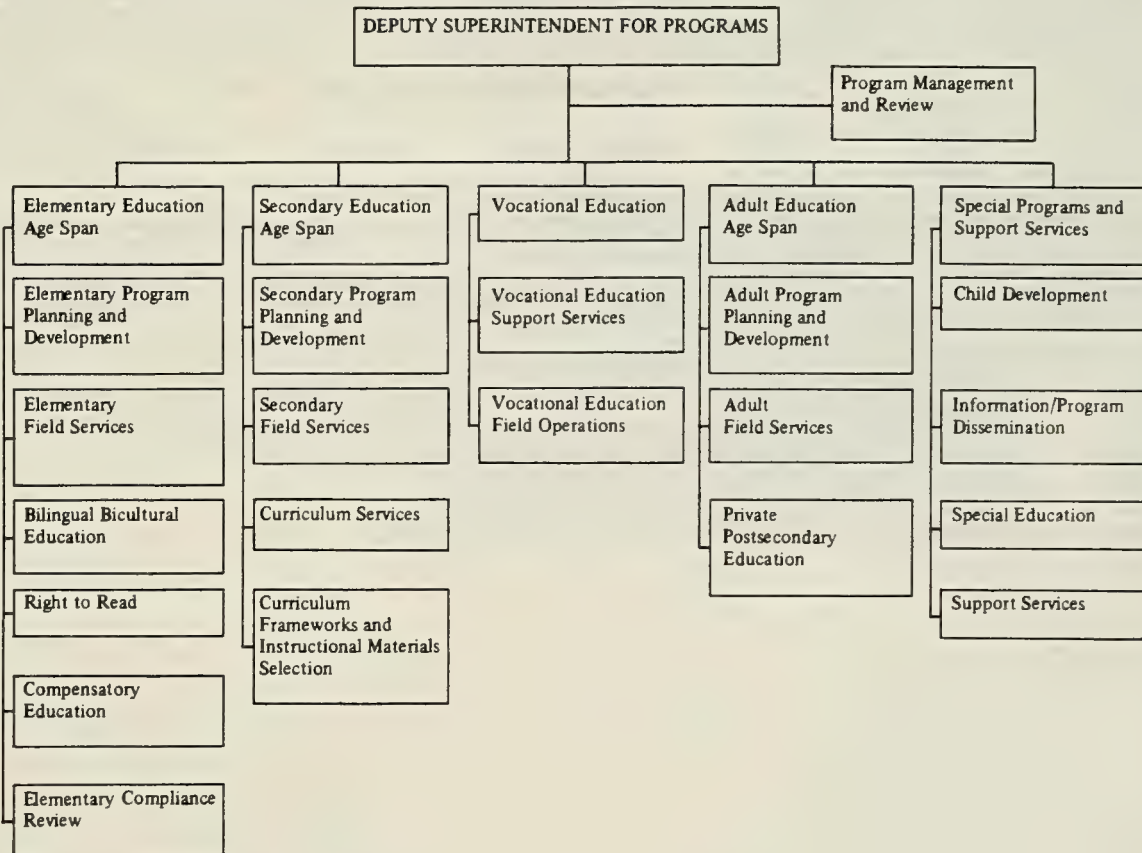 DEPUTY SUPERINTENDENT FOR PROGRAMS
Program Management
and Review
Elementary Education
Age Span
Elementary Program
Planning and
Development
Elementary
Field Services
Bilingual Bicultural
Education
Right to Read
Compensatory
Education
Elementary Compliance
Review
Secondary Education
Age Span
Secondary Program
Planning and
Development
Secondary
Field Services
Curriculum Services
Curriculum
Frameworks and
Instructional Materials
Selection
Vocational Education
Vocational Education
Support Services
Vocational Education
Field Operations
Adult Education
Age Span
Adult Program
Planning and
Development
Adult
Field Services
Private
Postsecondary
Education
Special Programs and
Support Services
Child Development
Information/Program
Dissemination
Special Education
Support Services